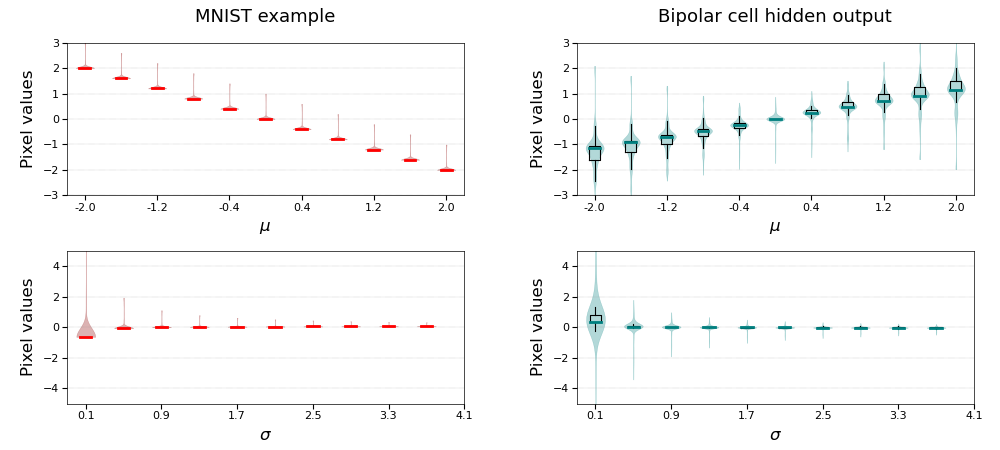 MNIST example
Bipolar cell hidden output
Pixel values
3
2
1
0
−1
−2
−3
-2.0 -1.2 -0.4 0.4 1.2 2.0
μ
Pixel values
3
2
1
0
−1
−2
−3
-2.0 -1.2 -0.4 0.4 1.2 2.0
μ
Pixel values
4
2
0
−2
−4
0.1 0.9 1.7 2.5 3.3 4.1
σ
Pixel values
4
2
0
−2
−4
0.1 0.9 1.7 2.5 3.3 4.1
σ